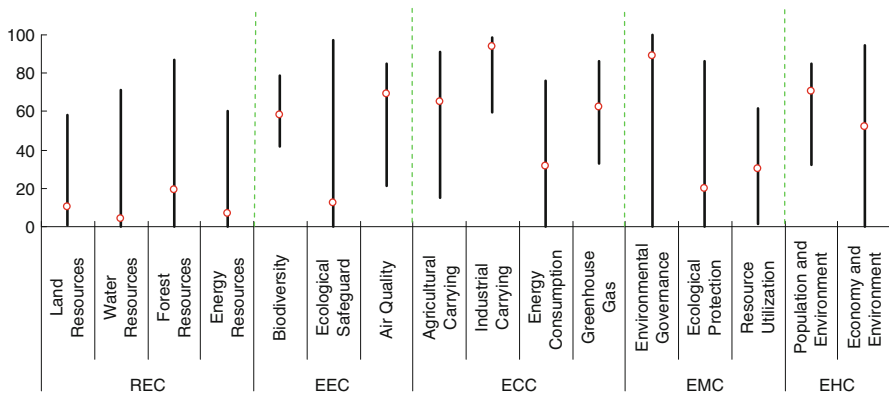 100
80
60
40
20
0
Land
Resources
Water
Resources
Forest
Resources
Energy
Resources
Biodiversity
Ecological
Safeguard
Air Quality
Agricultural
Carrying
Industrial
Carrying
Energy
Consumption
Greenhouse
Gas
Environmental
Governance
Ecological
Protection
Resource
Utilization
Population and
Environment
Economy and
Environment
REC
EEC
ECC
EMC
EHC